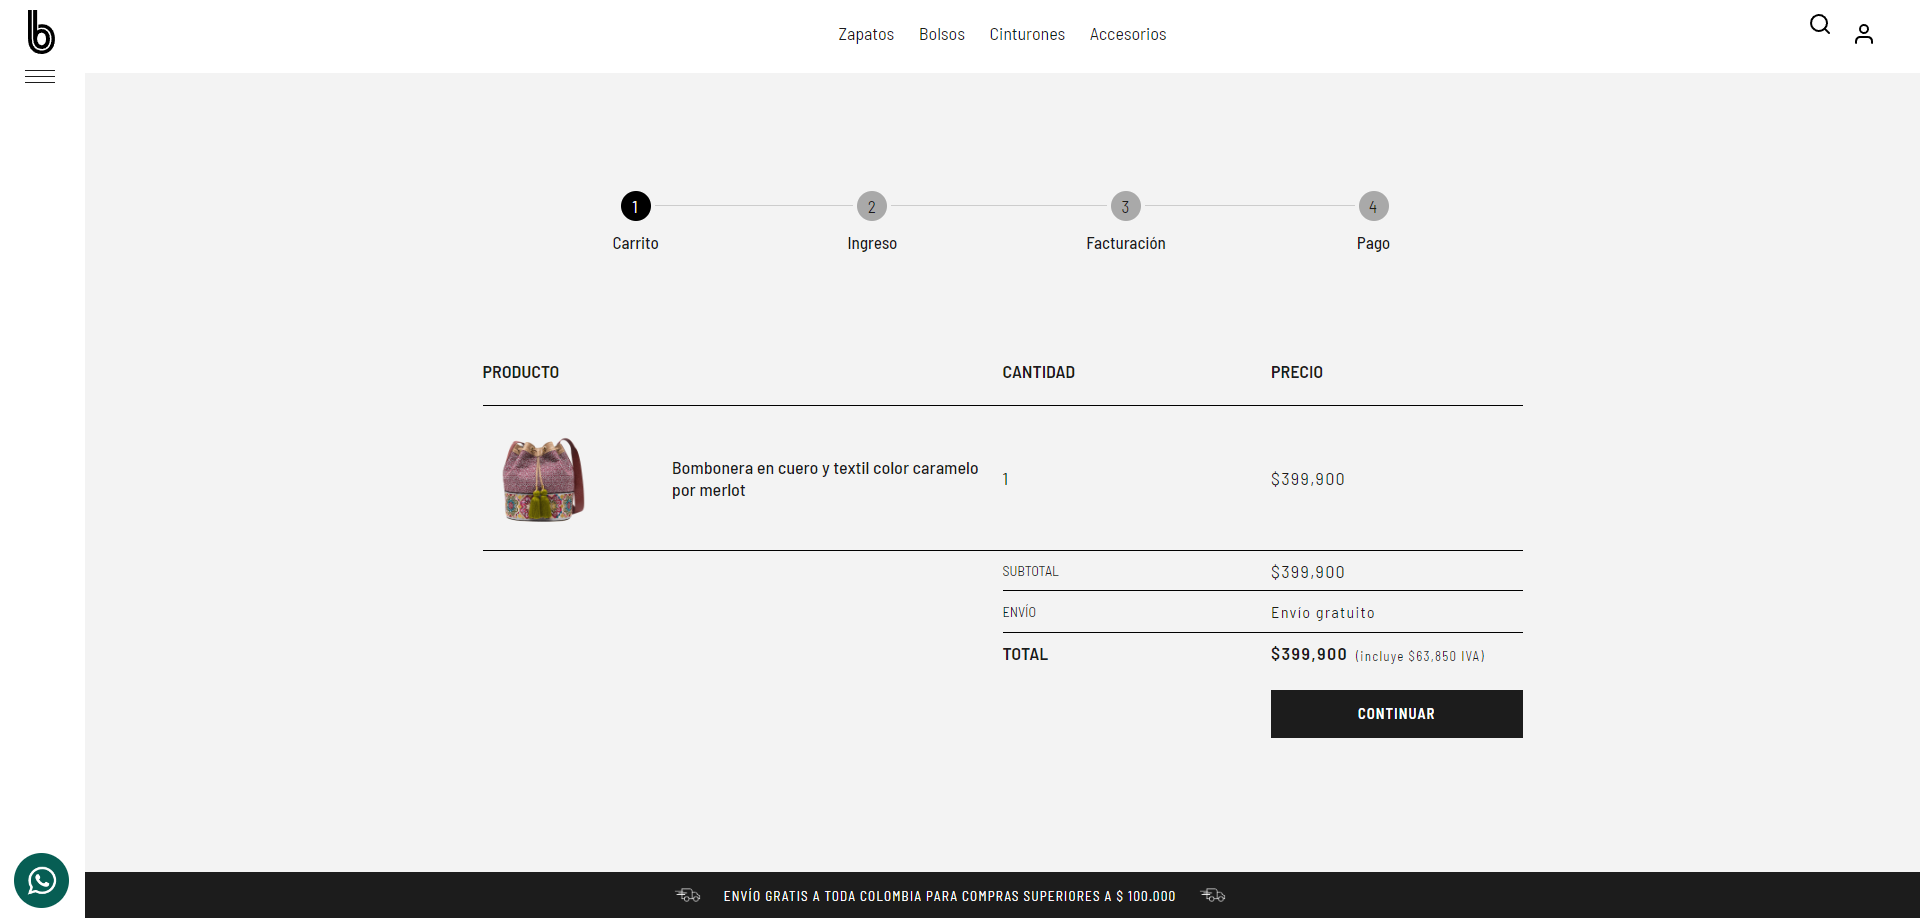 b
Zapatos Bolsos Cinturones Accesorios
1 2 3 4
Carrito Ingreso Facturación Pago
PRODUCTO CANTIDAD PRECIO
Bombonera en cuero y textil color caramelo
por merlot
1 $399,900
SUBTOTAL $399,900
ENVÍO Envío gratuito
TOTAL $399,900 (incluye $63,850 IVA)
CONTINUAR
ENVÍO GRATIS A TODA COLOMBIA PARA COMPRAS SUPERIORES A $ 100.000